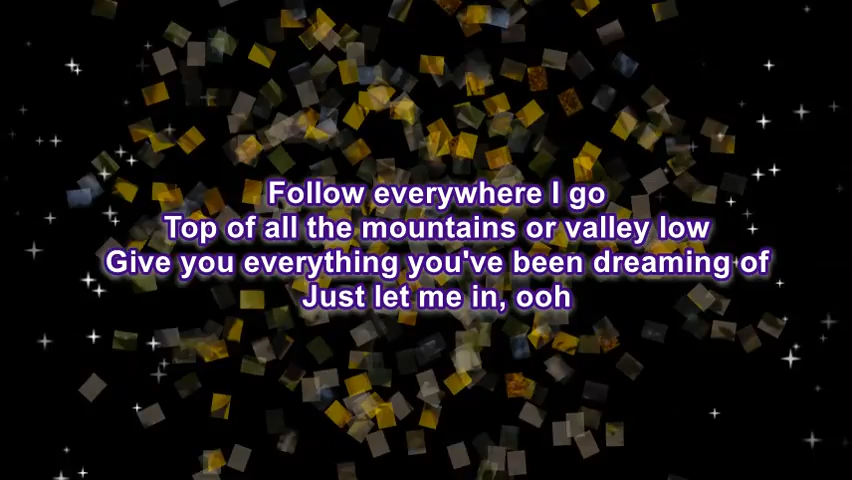 Follow everywhere I go
Top of all the mountains or valley low
Give you everything you've been dreaming of
Just let me in, ooh